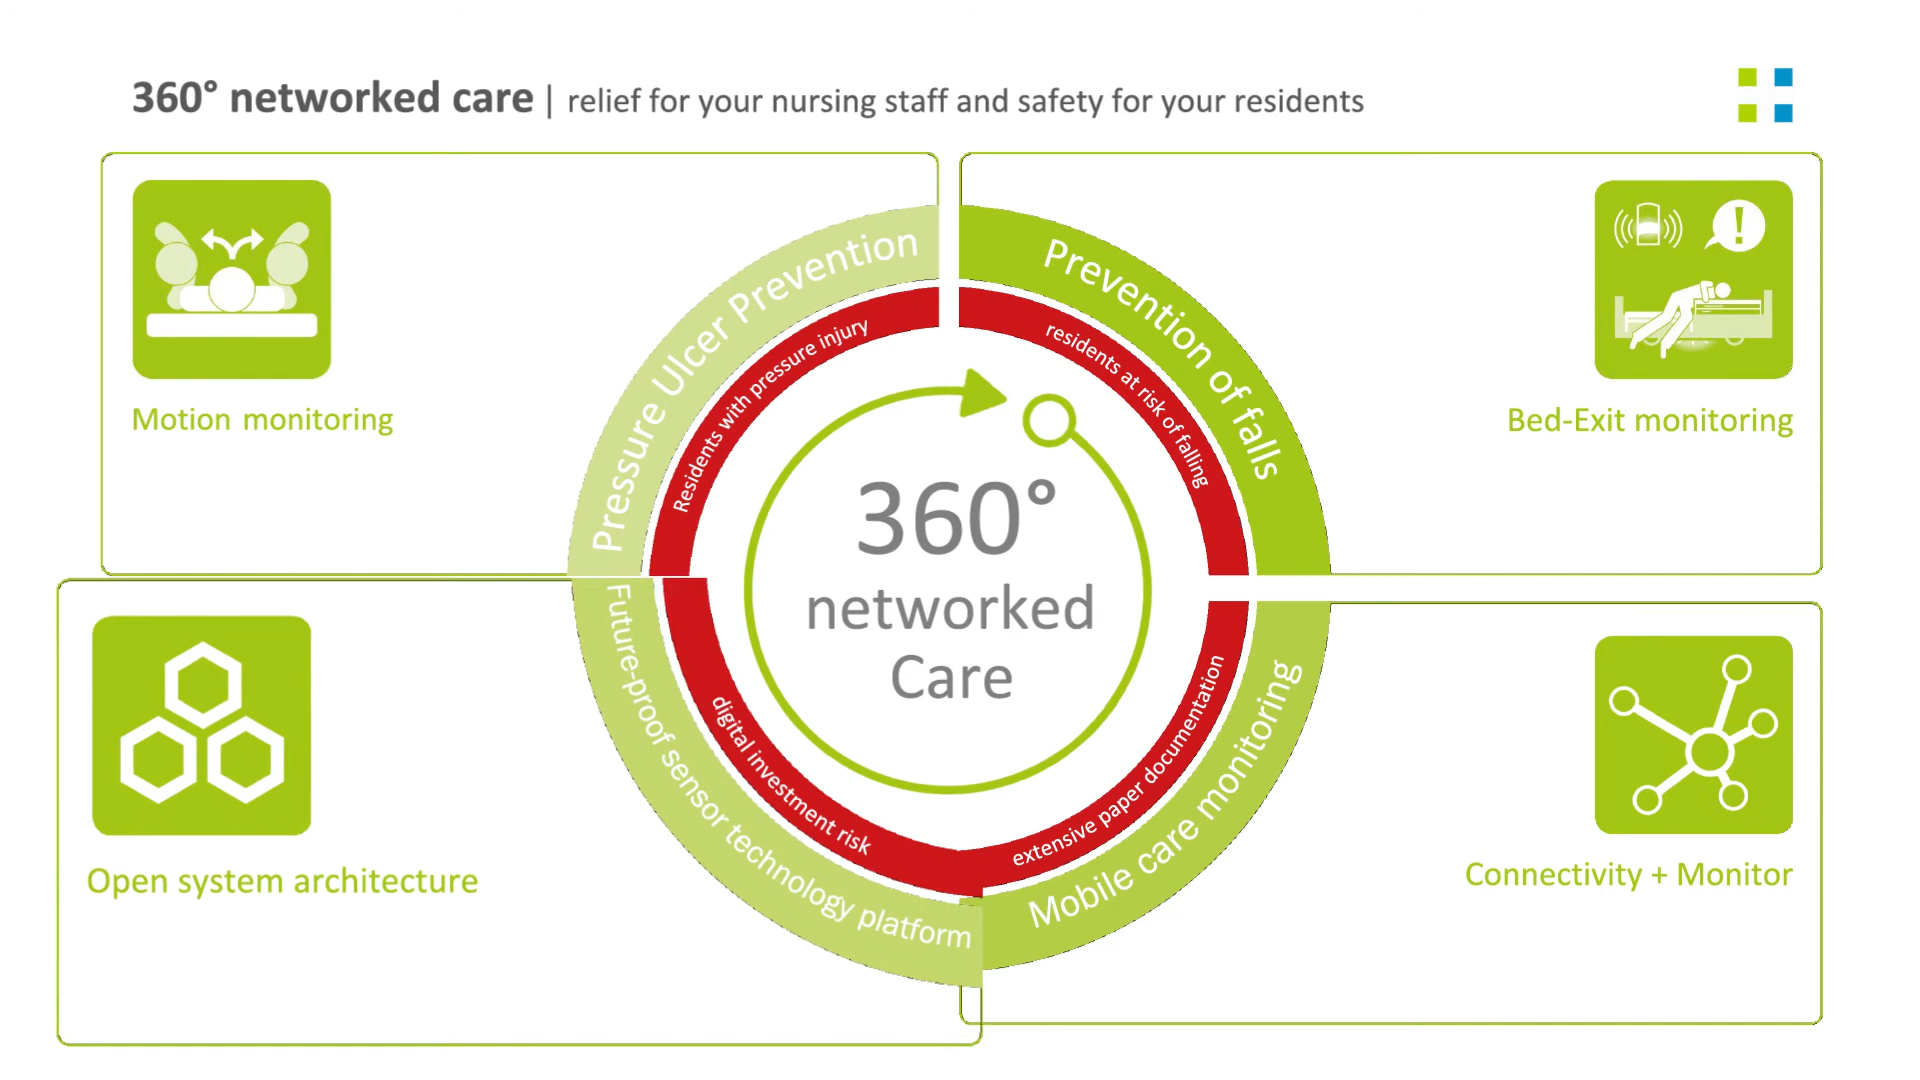 360° networked care | relief for your nursing staff and safety for your residents
Motion monitoring
Pressure Ulcer Prevention
Residents with pressure injury
Prevention of falls
residents at risk of falling
!
Bed-Exit monitoring
360°
networked
Care
Open system architecture
Future-proof sensor technology platform
digital investment risk
extensive paper documentation
Mobile care monitoring
Connectivity + Monitor